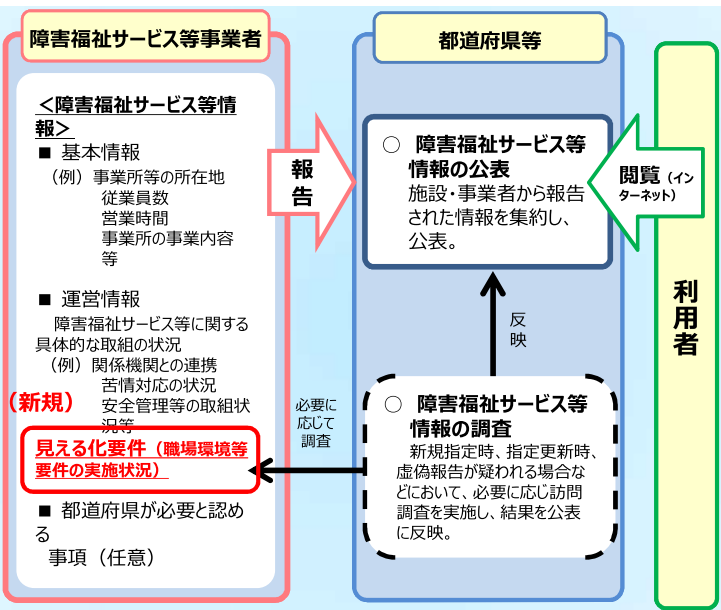 障害福祉サービス等事業者
＜障害福祉サービス等情
報＞
■ 基本情報
（例）事業所等の所在地
従業員数
営業時間
事業所の事業内容
等
■ 運営情報
障害福祉サービス等に関する
具体的な取組の状況
（例）関係機関との連携
苦情対応の状況
（新規）
安全管理等の取組状
況等
見える化要件（職場環境等
要件の実施状況）
■ 都道府県が必要と認め
る
事項（任意）
報
告
必要に
応じて
調査
都道府県等
○ 障害福祉サービス等
情報の公表
施設・事業者から報告
された情報を集約し、
公表。
反
映
○ 障害福祉サービス等
情報の調査
新規指定時、指定更新時、
虚偽報告が疑われる場合な
どにおいて、必要に応じ訪問
調査を実施し、結果を公表
に反映。
閲覧（イン
ターネット）
利
用
者